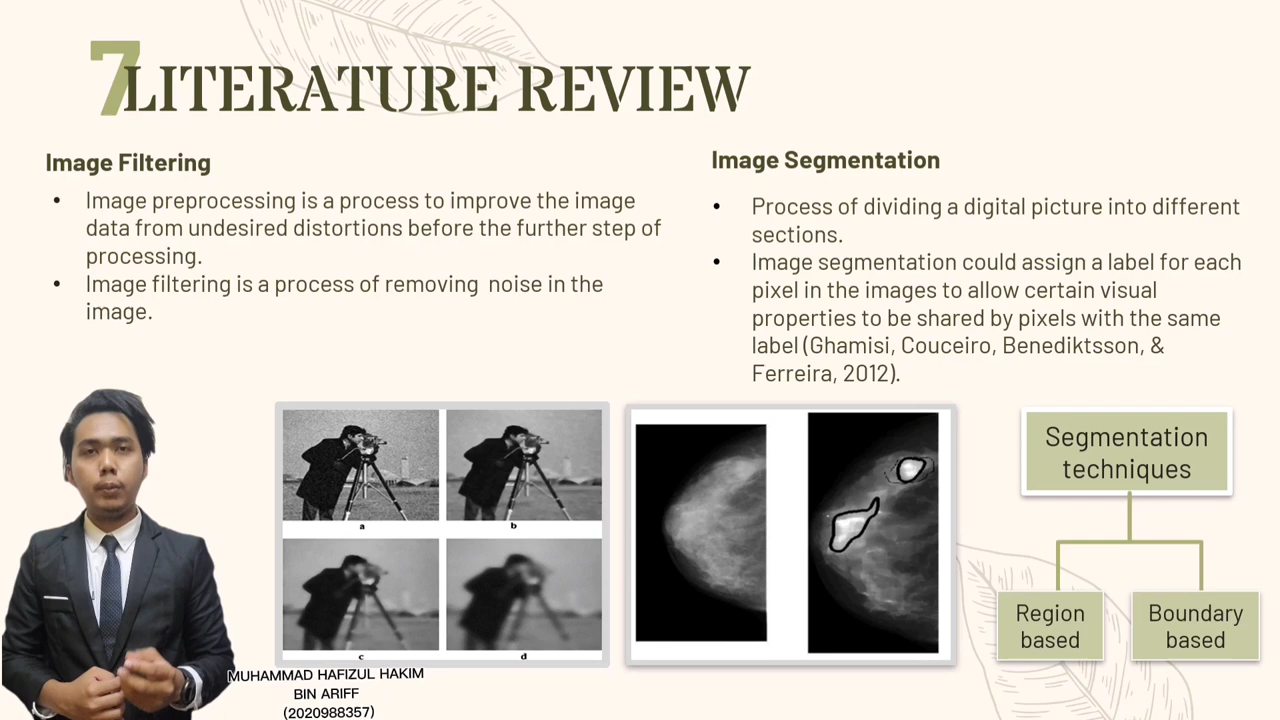 7
LITERATURE REVIEW
Image Filtering
• Image preprocessing is a process to improve the image
data from undesired distortions before the further step of
processing.
• Image filtering is a process of removing  noise in the
image.
Image Segmentation
• Process of dividing a digital picture into different
sections.
• Image segmentation could assign a label for each
pixel in the images to allow certain visual
properties to be shared by pixels with the same
label (Ghamisi, Couceiro, Benediktsson, &
Ferreira, 2012).
a
b
c
d
Segmentation
techniques
Region
based
Boundary
based
MUHAMMAD HAFIZUL HAKIM
BIN ARIFF
(2020988357)